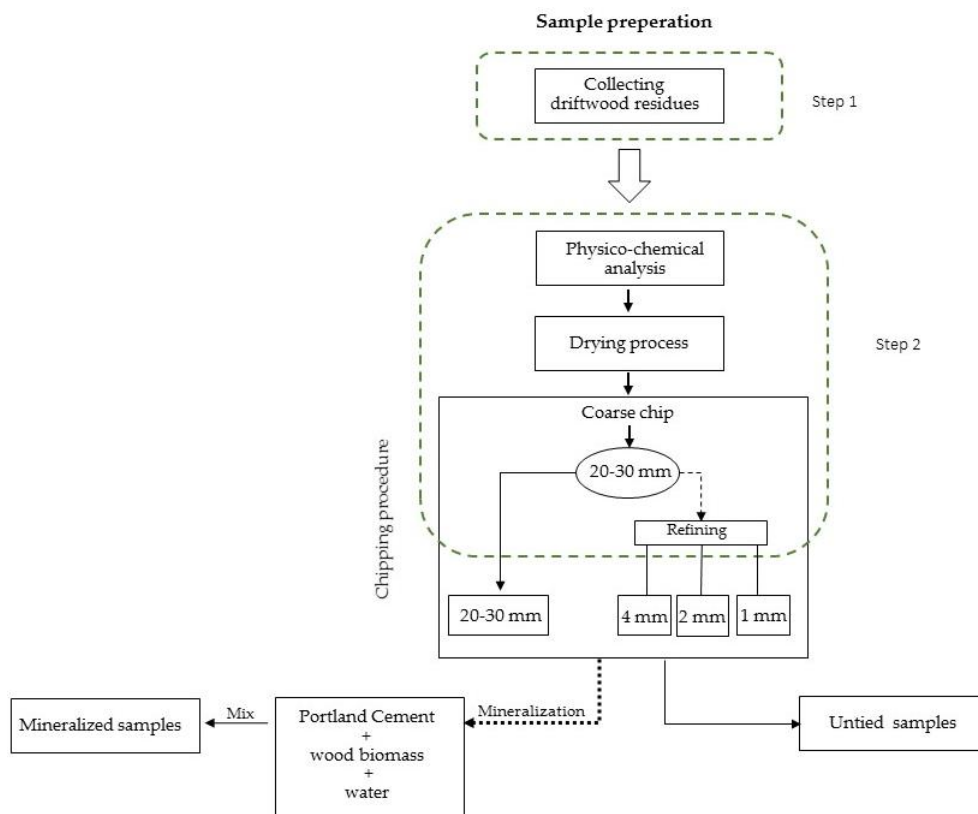 Sample preperation
Collecting
driftwood residues
Step 1
Physico-chemical
analysis
Drying process
Step 2
Coarse chip
20-30 mm
Refining
Chipping procedure
20-30 mm
4 mm
2 mm
1 mm
Mineralized samples
Mix
Portland Cement
+
wood biomass
+
water
Mineralization
Untied samples